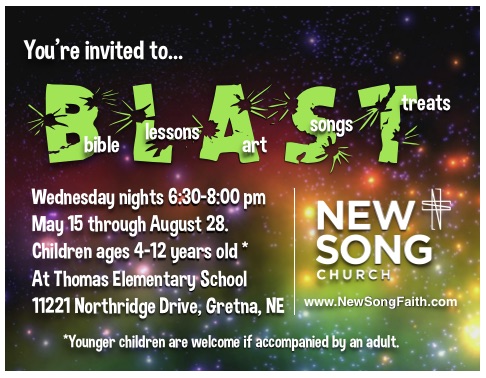 You're invited to...
BLAST
bible
lessons
art
songs
treats
Wednesday nights 6:30-8:00 pm
May 15 through August 28.
Children ages 4-12 years old *
At Thomas Elementary School
11221 Northridge Drive, Gretna, NE
NEW
SONG
CHURCH
www.NewSongFaith.com
*Younger children are welcome if accompanied by an adult.